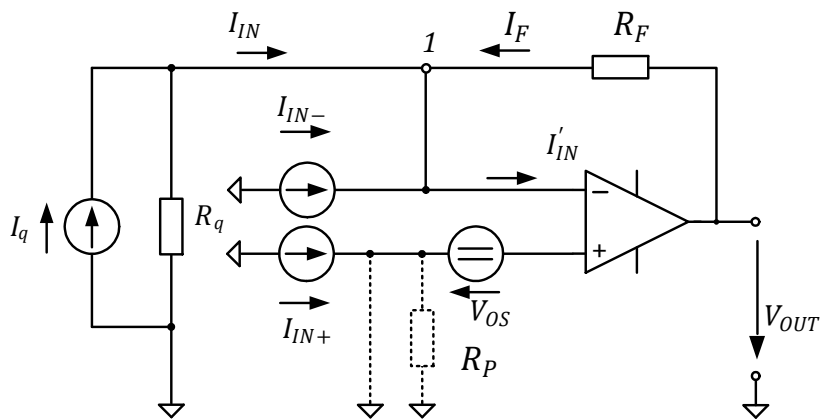 I_IN
1
I_F
R_F
I_IN−
I'_IN
−
I_q
R_q
+
I_IN+
V_OS
R_P
V_OUT